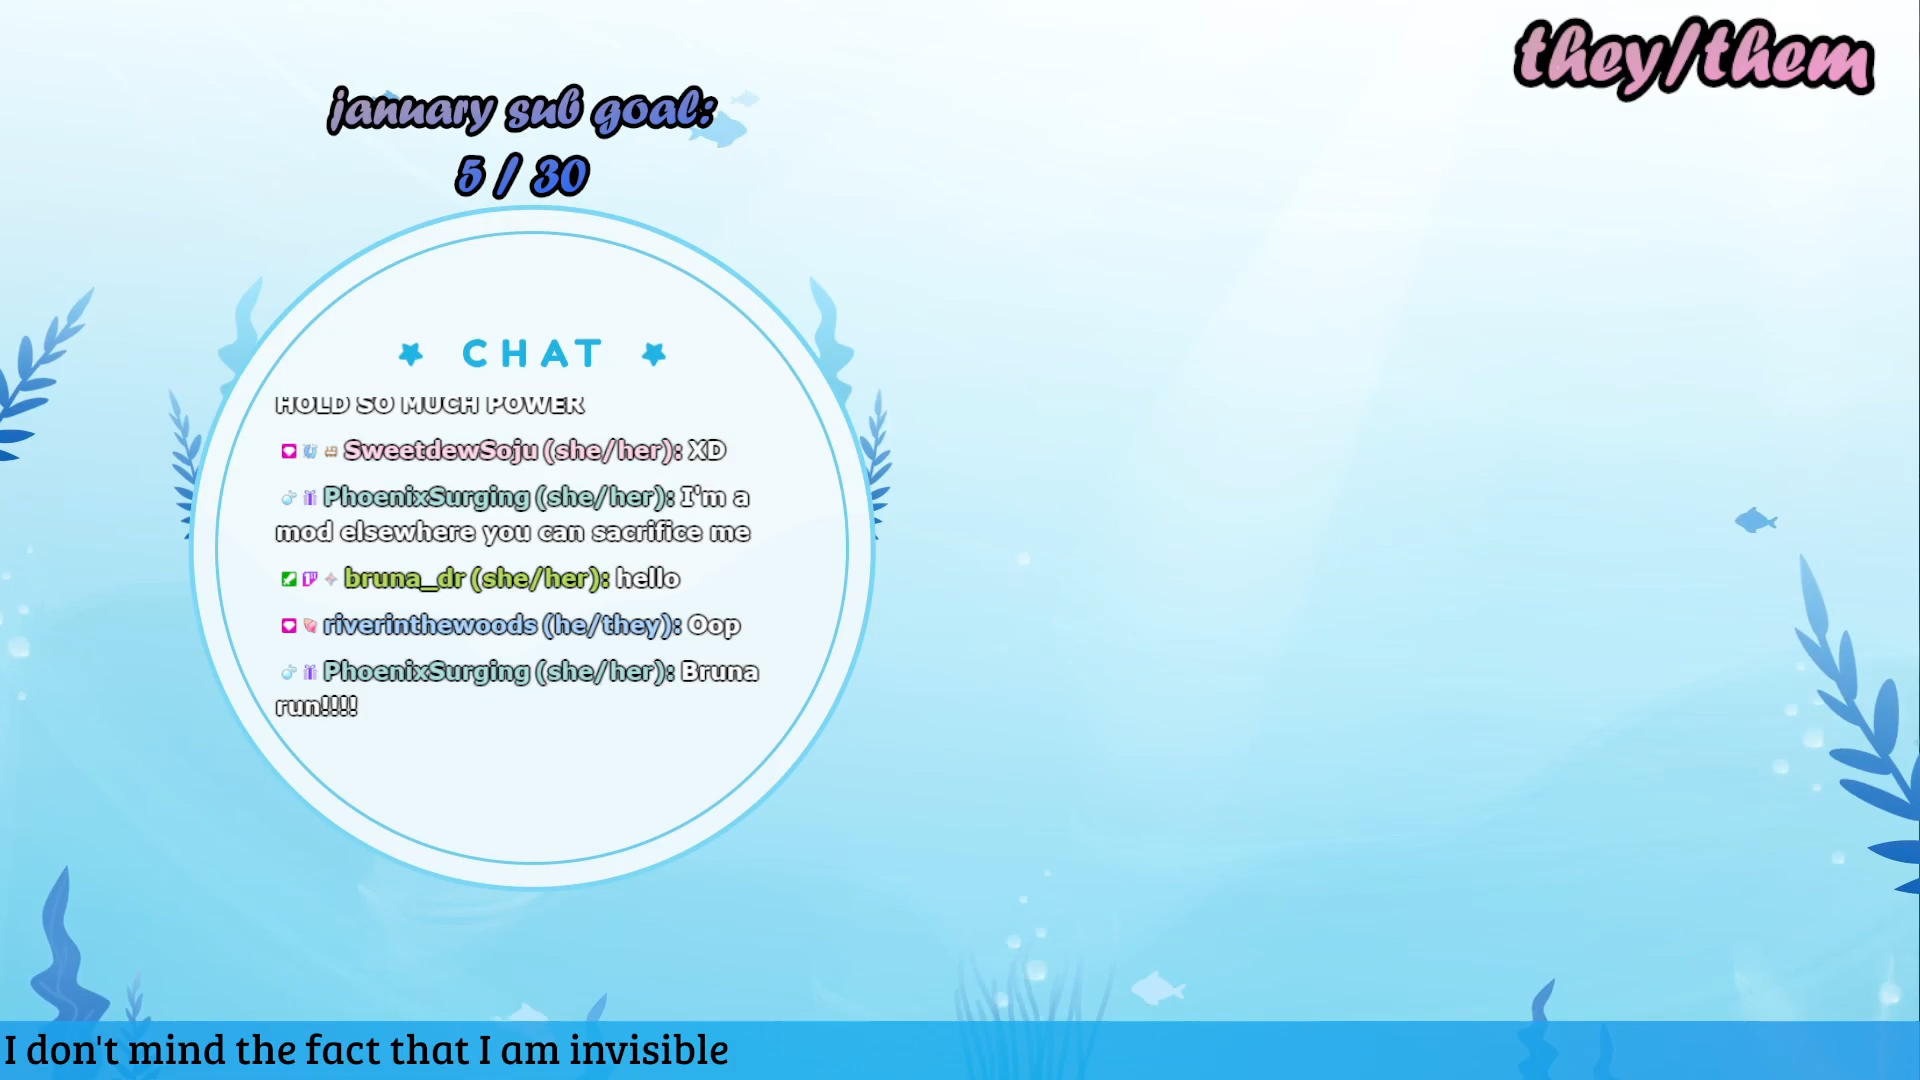 they/them
january sub goal:
5 / 30
CHAT
HOLD SO MUCH POWER
SweetdewSoju (she/her): XD
PhoenixSurging (she/her): I'm a
mod elsewhere you can sacrifice me
bruna_dr (she/her): hello
riverinthewoods (he/they): Oop
PhoenixSurging (she/her): Bruna
run!!!!
I don't mind the fact that I am invisible